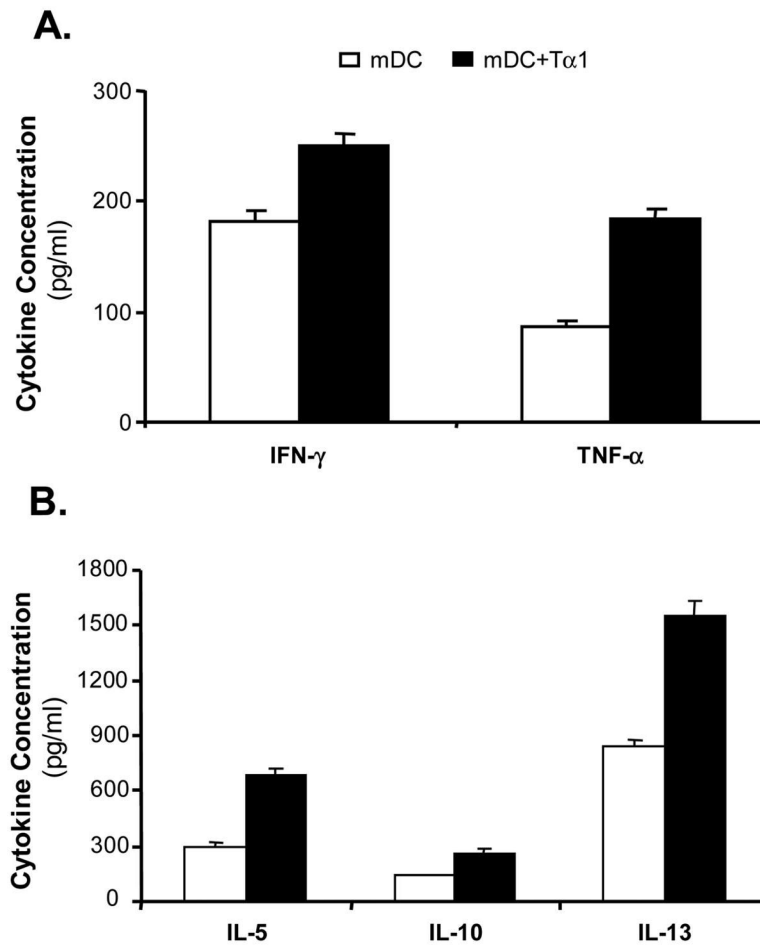 A.
mDC mDC+Tα1
Cytokine Concentration
(pg/ml)
300
200
100
0
IFN-γ TNF-α
B.
Cytokine Concentration
(pg/ml)
1800
1500
1200
900
600
300
0
IL-5 IL-10 IL-13